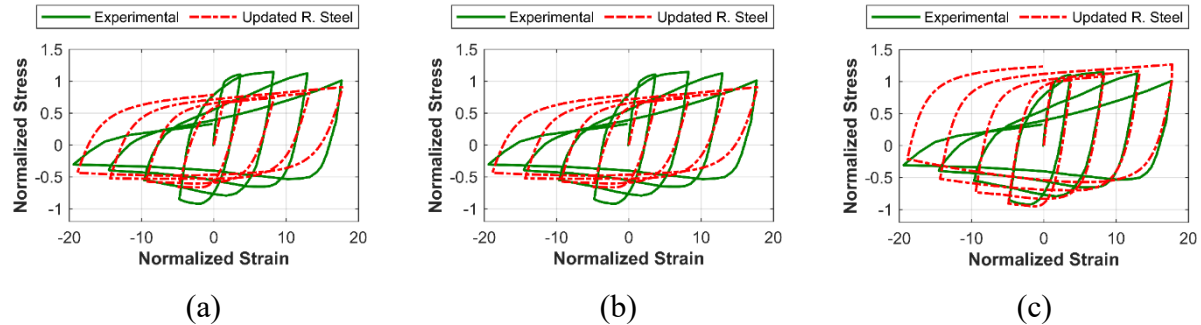 Experimental Updated R. Steel
Experimental Updated R. Steel
Experimental Updated R. Steel
Normalized Stress
1.5
1
0.5
0
-0.5
-1
-20 -10 0 10 20
Normalized Strain
Normalized Stress
1.5
1
0.5
0
-0.5
-1
-20 -10 0 10 20
Normalized Strain
Normalized Stress
1.5
1
0.5
0
-0.5
-1
-20 -10 0 10 20
Normalized Strain
(a)
(b)
(c)